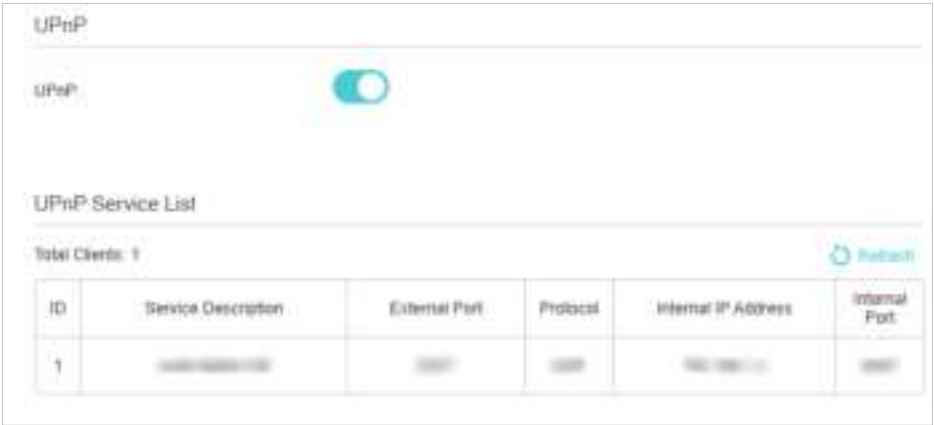 UPnP
UPnP
UPnP Service List
Total Clients: 1
Refresh
ID Service Description External Port Protocol Internal IP Address Internal Port
1